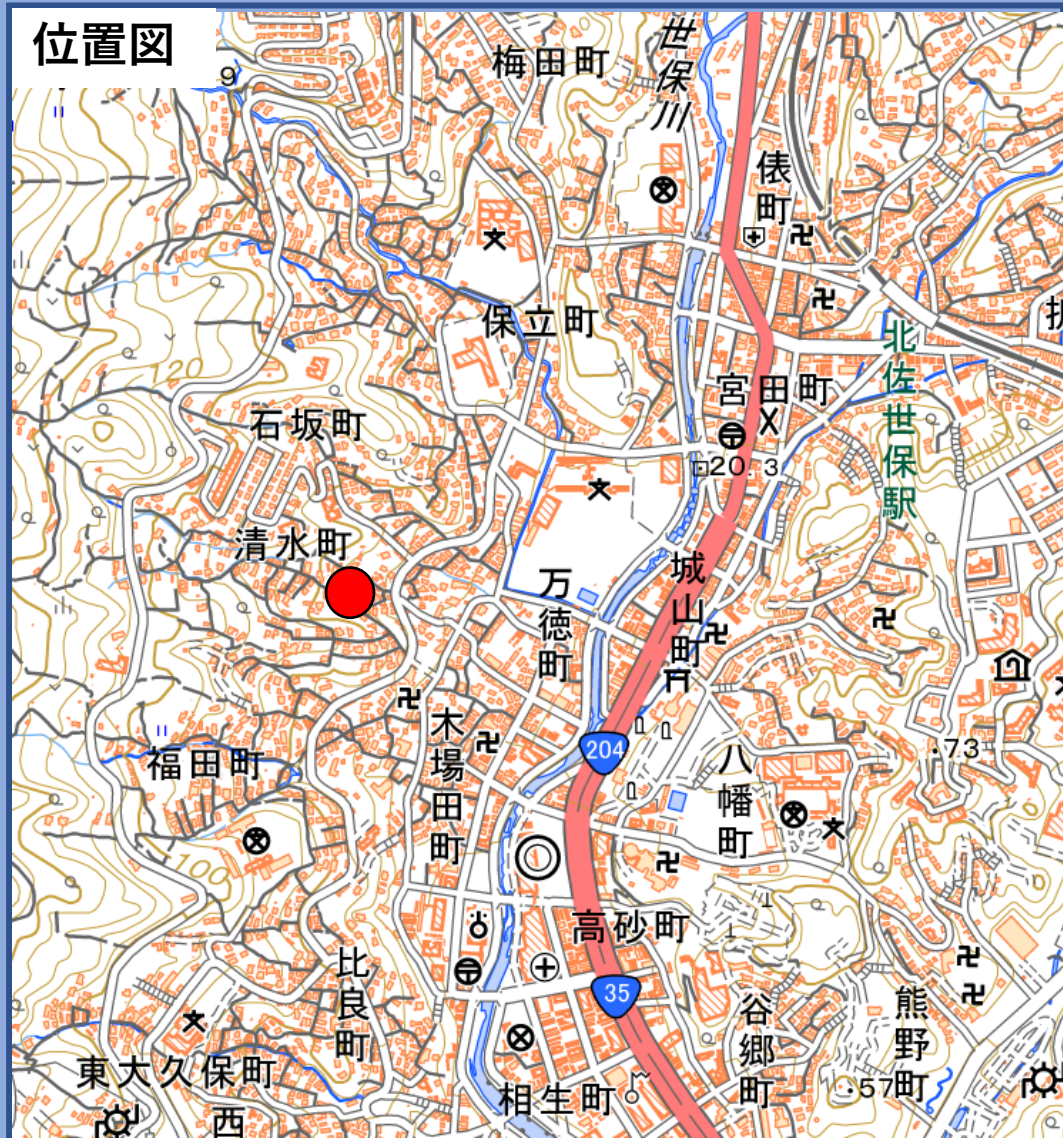 位置図
9
梅田町
世保川
俵町
保立町
120
石坂町
宮田町
北佐世保駅
20.3
清水町
万徳町
城山町
木場田町
204
福田町
八幡町
73
100
高砂町
比良町
35
谷郷町
熊野町
東大久保町
相生町
57
西